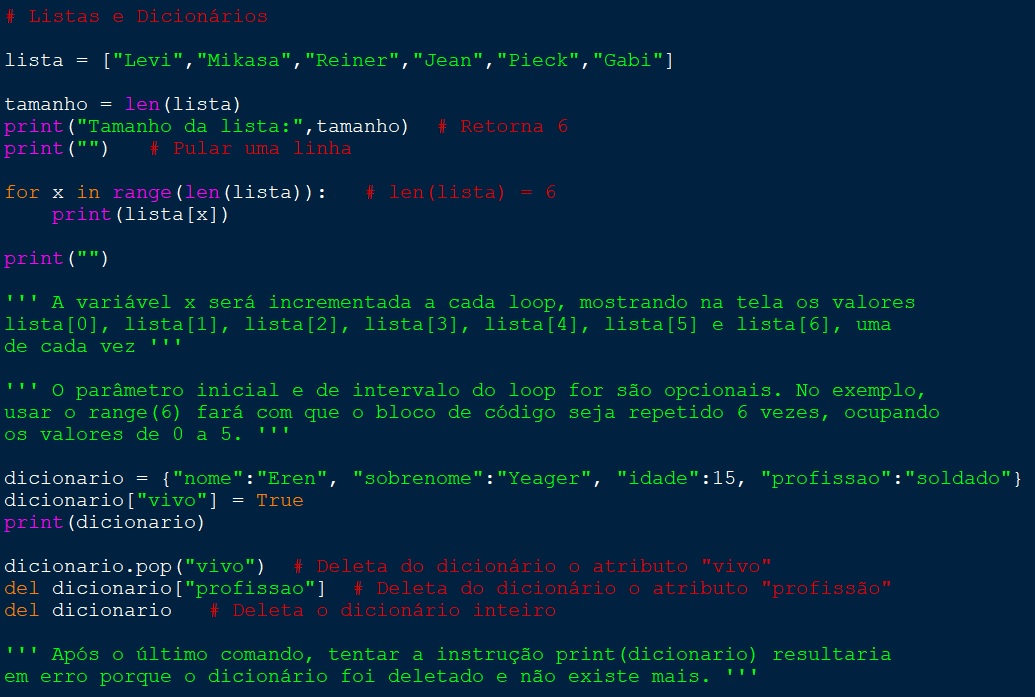 # Listas e Dicionários
lista = ["Levi","Mikasa","Reiner","Jean","Pieck","Gabi"]
tamanho = len(lista)
print("Tamanho da lista:",tamanho)  # Retorna 6
print("")   # Pular uma linha
for x in range(len(lista)):   # len(lista) = 6
    print(lista[x])
print("")
''' A variável x será incrementada a cada loop, mostrando na tela os valores
lista[0], lista[1], lista[2], lista[3], lista[4], lista[5] e lista[6], uma
de cada vez '''
''' O parâmetro inicial e de intervalo do loop for são opcionais. No exemplo,
usar o range(6) fará com que o bloco de código seja repetido 6 vezes, ocupando
os valores de 0 a 5. '''
dicionario = {"nome":"Eren", "sobrenome":"Yeager", "idade":15, "profissao":"soldado"}
dicionario["vivo"] = True
print(dicionario)
dicionario.pop("vivo")  # Deleta do dicionário o atributo "vivo"
del dicionario["profissao"]  # Deleta do dicionário o atributo "profissão"
del dicionario   # Deleta o dicionário inteiro
''' Após o último comando, tentar a instrução print(dicionario) resultaria
em erro porque o dicionário foi deletado e não existe mais. '''